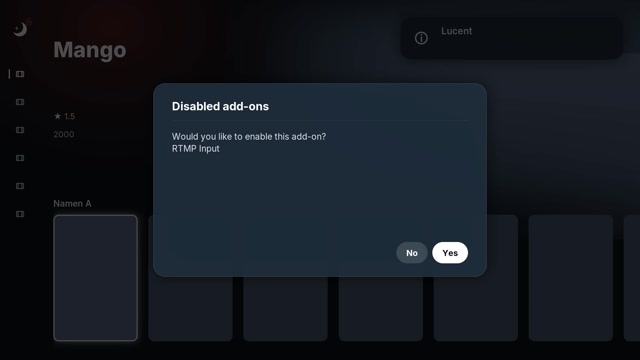 Mango
Lucent
★ 1.5
2000
Disabled add-ons
Would you like to enable this add-on?
RTMP Input
No
Yes
Namen A